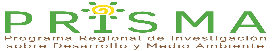 PRISMA
Programa Regional de Investigación
sobre Desarrollo y Medio Ambiente